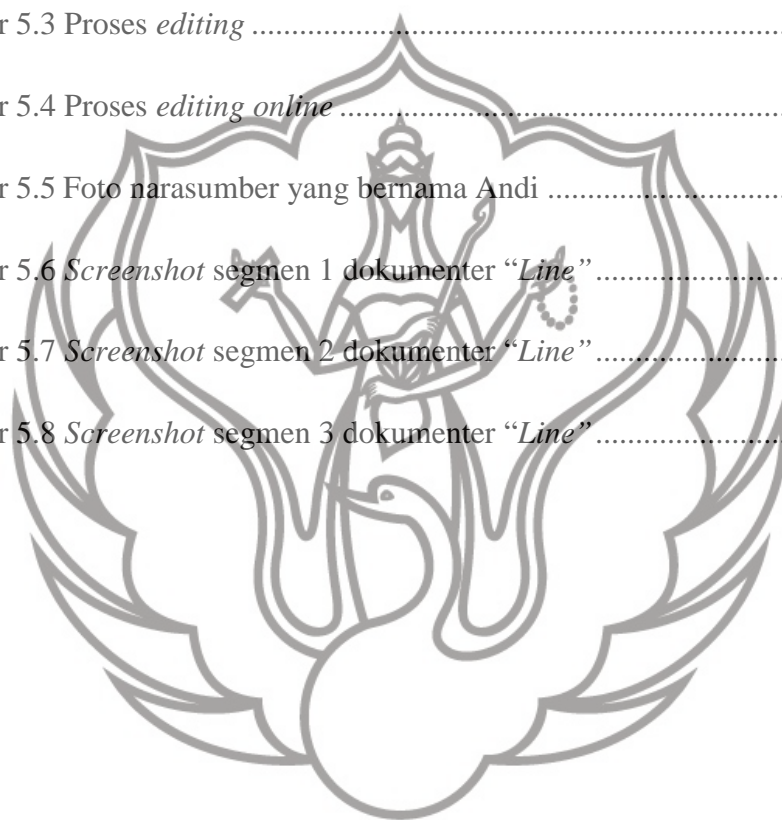 r 5.3 Proses editing ..................................................................
r 5.4 Proses editing online .......................................................
r 5.5 Foto narasumber yang bernama Andi .............................
r 5.6 Screenshot segmen 1 dokumenter “Line” .......................
r 5.7 Screenshot segmen 2 dokumenter “Line” .......................
r 5.8 Screenshot segmen 3 dokumenter “Line” .......................